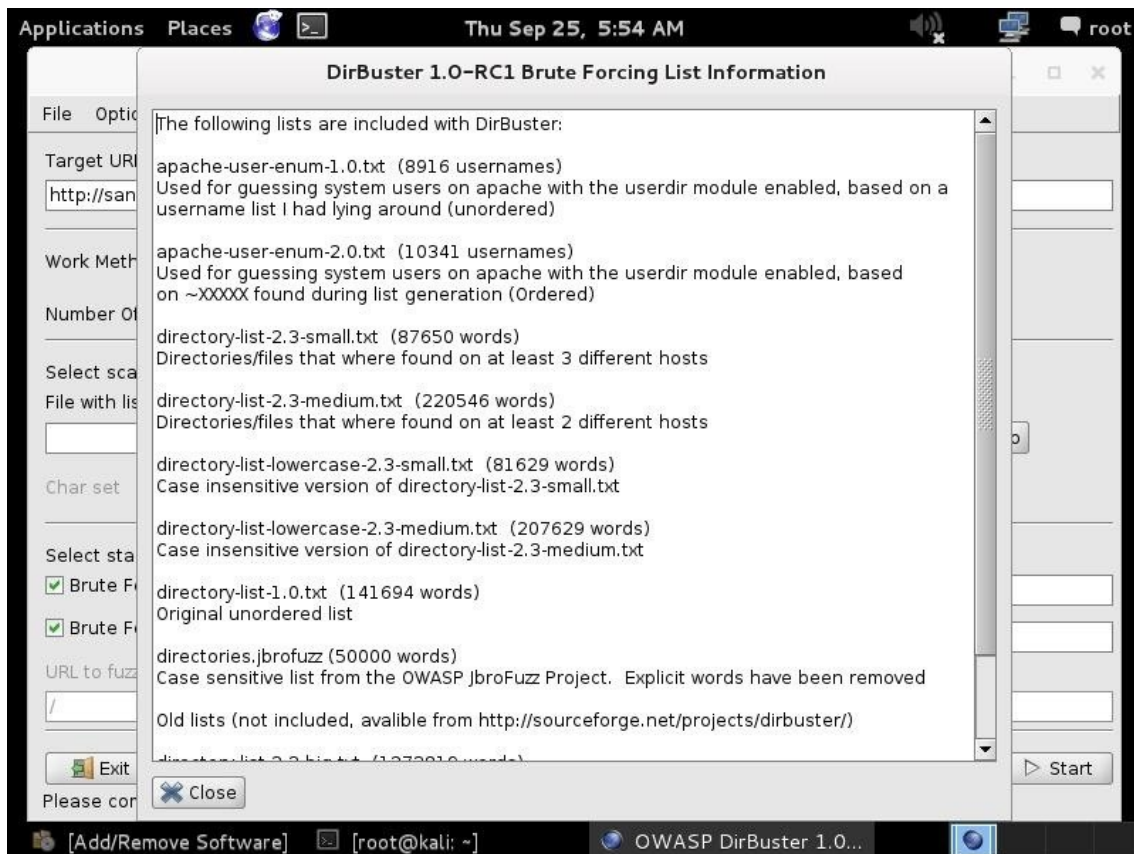 Applications Places Thu Sep 25, 5:54 AM root
DirBuster 1.0-RC1 Brute Forcing List Information
File
Target URL
http://san
Work Meth
Number Of
Select sca
File with lis
Char set
Select sta
Brute F
Brute F
URL to fuzz
/
Exit
Please con
The following lists are included with DirBuster:
apache-user-enum-1.0.txt (8916 usernames)
Used for guessing system users on apache with the userdir module enabled, based on a
username list I had lying around (unordered)
apache-user-enum-2.0.txt (10341 usernames)
Used for guessing system users on apache with the userdir module enabled, based
on ~XXXXX found during list generation (Ordered)
directory-list-2.3-small.txt (87650 words)
Directories/files that where found on at least 3 different hosts
directory-list-2.3-medium.txt (220546 words)
Directories/files that where found on at least 2 different hosts
directory-list-lowercase-2.3-small.txt (81629 words)
Case insensitive version of directory-list-2.3-small.txt
directory-list-lowercase-2.3-medium.txt (207629 words)
Case insensitive version of directory-list-2.3-medium.txt
directory-list-1.0.txt (141694 words)
Original unordered list
directories.jbrofuzz (50000 words)
Case sensitive list from the OWASP JbroFuzz Project. Explicit words have been removed
Old lists (not included, avalible from http://sourceforge.net/projects/dirbuster/)
Close
Start
[Add/Remove Software] [root@kali: ~] OWASP DirBuster 1.0...